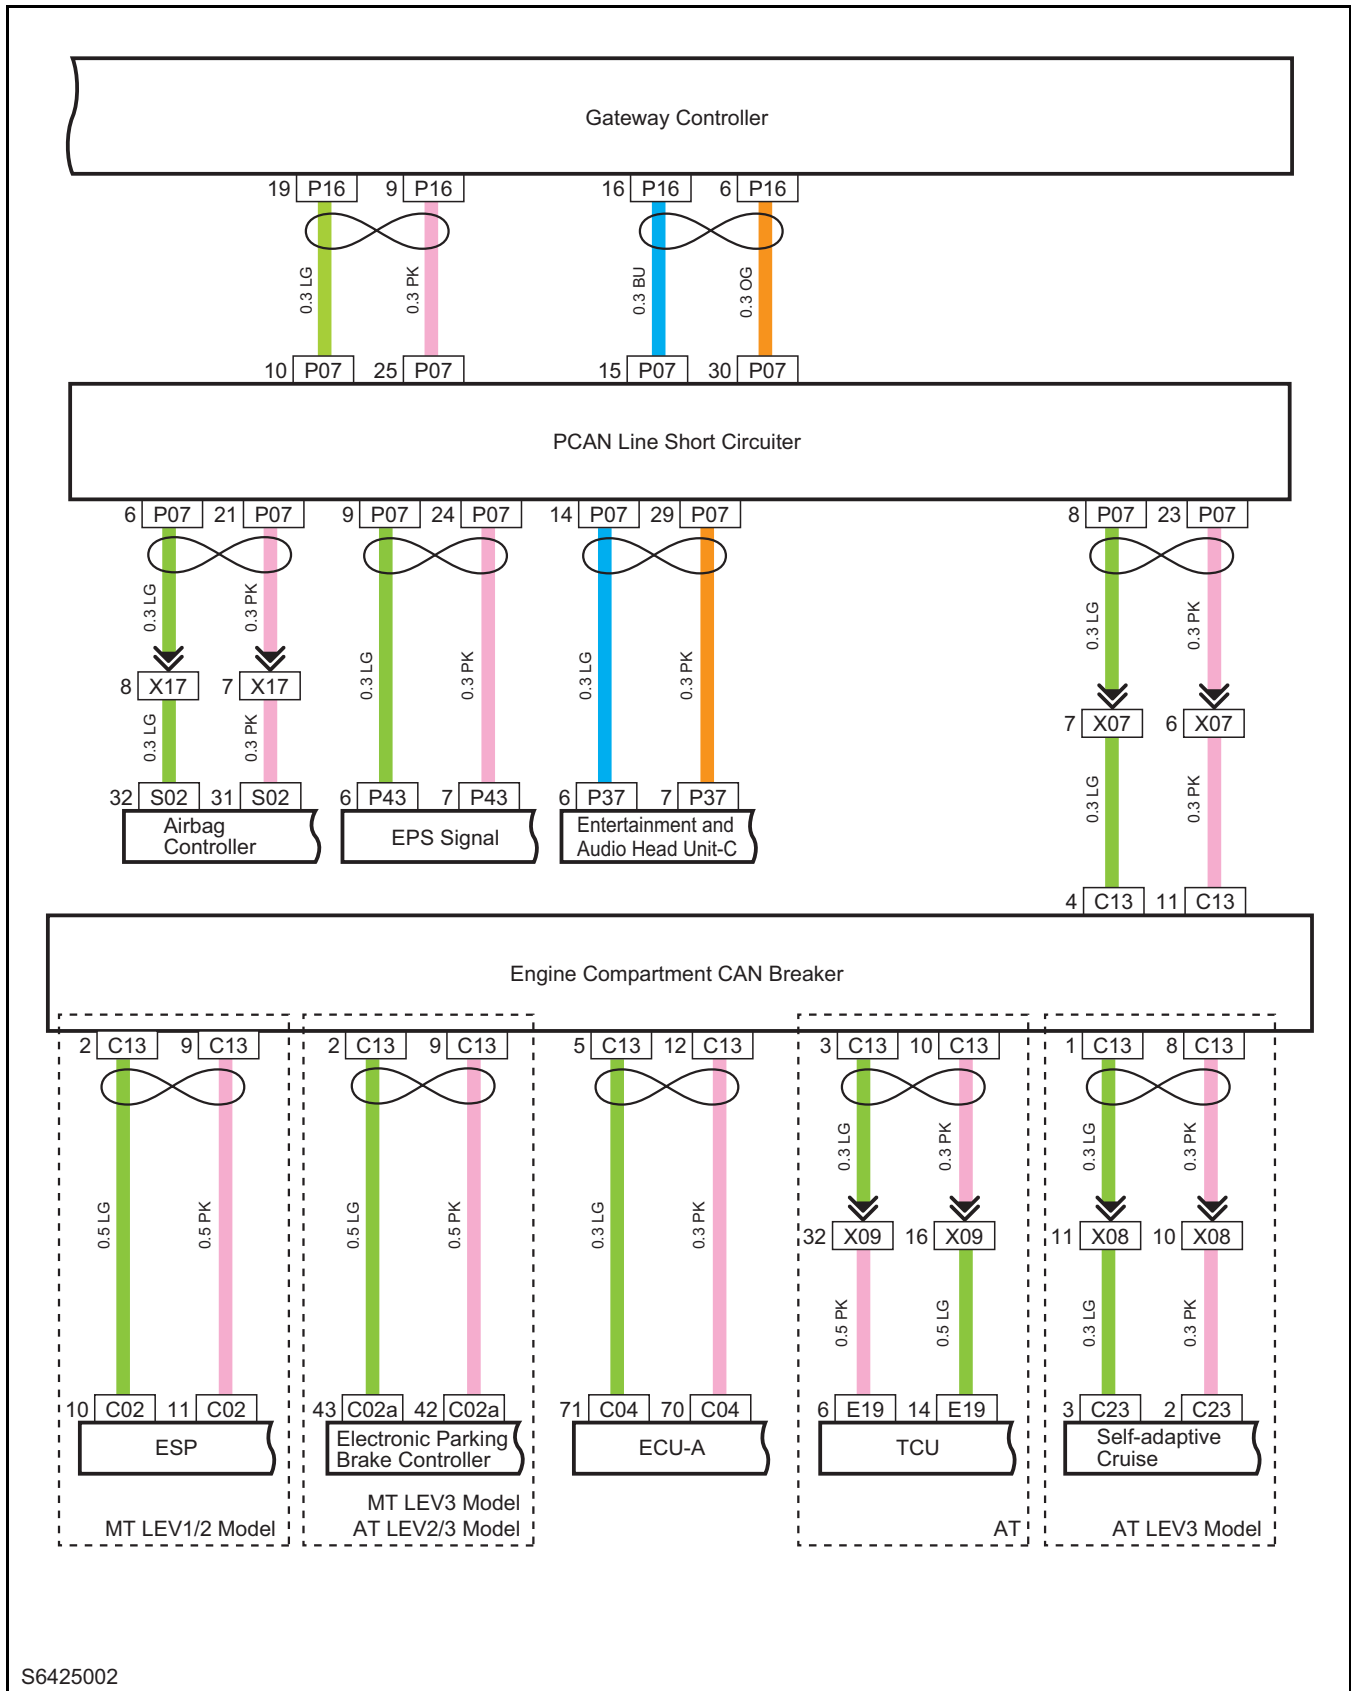 Gateway Controller
19 P16 9 P16 16 P16 6 P16
0.3 LG 0.3 PK 0.3 BU 0.3 OG
10 P07 25 P07 15 P07 30 P07
PCAN Line Short Circuiter
6 P07 21 P07 9 P07 24 P07 14 P07 29 P07 8 P07 23 P07
0.3 LG 0.3 PK 0.3 LG 0.3 PK
0.3 LG 0.3 PK 0.3 LG 0.3 PK
8 X17 7 X17
7 X07 6 X07
0.3 LG 0.3 PK
0.3 LG 0.3 PK
32 S02 31 S02 6 P43 7 P43 6 P37 7 P37
Airbag
Controller
EPS Signal
Entertainment and
Audio Head Unit-C
4 C13 11 C13
Engine Compartment CAN Breaker
2 C13 9 C13 2 C13 9 C13 5 C13 12 C13 3 C13 10 C13 1 C13 8 C13
0.3 LG 0.3 PK 0.3 LG 0.3 PK
0.5 LG 0.5 PK 0.5 LG 0.5 PK 0.3 LG 0.3 PK
32 X09 16 X09 11 X08 10 X08
0.5 PK 0.5 LG 0.3 LG 0.3 PK
10 C02 11 C02 43 C02a 42 C02a 71 C04 70 C04 6 E19 14 E19 3 C23 2 C23
ESP
Electronic Parking
Brake Controller
ECU-A
TCU
Self-adaptive
Cruise
MT LEV1/2 Model
MT LEV3 Model
AT LEV2/3 Model
AT
AT LEV3 Model
S6425002